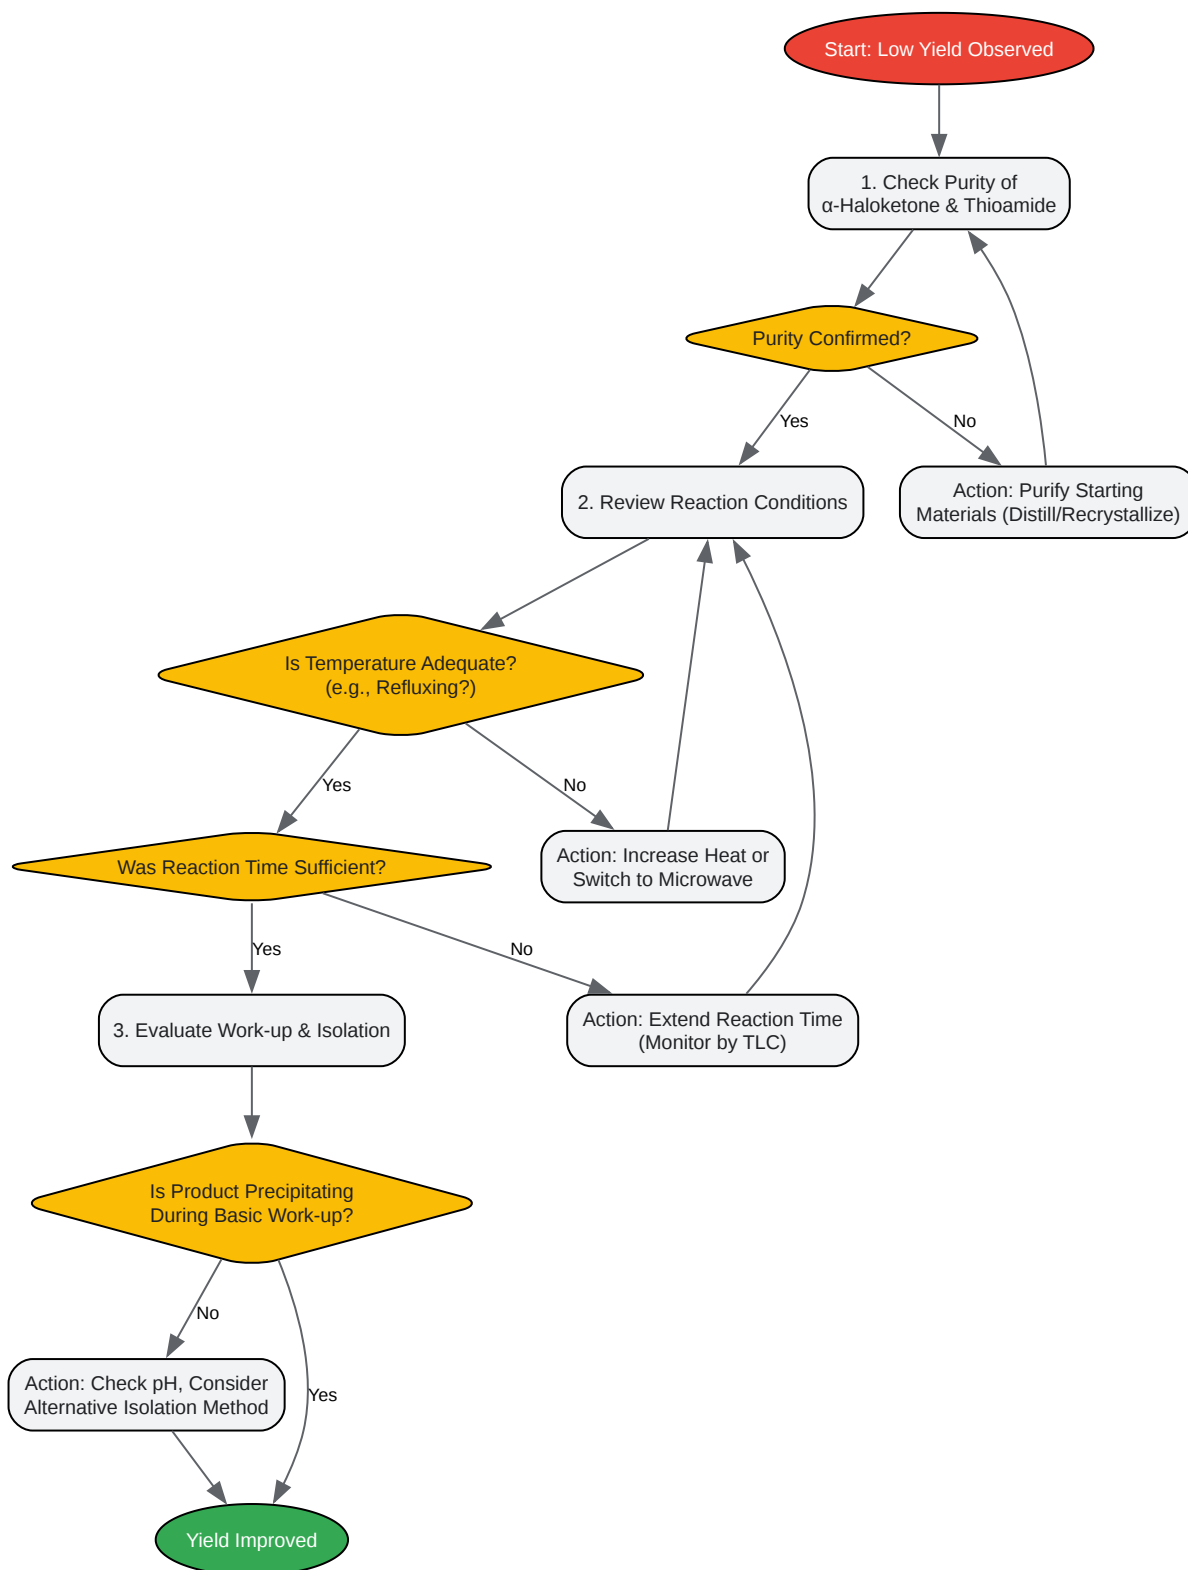 Start: Low Yield Observed
1. Check Purity of
α-Haloketone & Thioamide
Purity Confirmed?
Yes
No
2. Review Reaction Conditions
Action: Purify Starting
Materials (Distill/Recrystallize)
Is Temperature Adequate?
(e.g., Refluxing?)
Yes
No
Was Reaction Time Sufficient?
Action: Increase Heat or
Switch to Microwave
Yes
No
3. Evaluate Work-up & Isolation
Action: Extend Reaction Time
(Monitor by TLC)
Is Product Precipitating
During Basic Work-up?
No
Yes
Action: Check pH, Consider
Alternative Isolation Method
Yield Improved